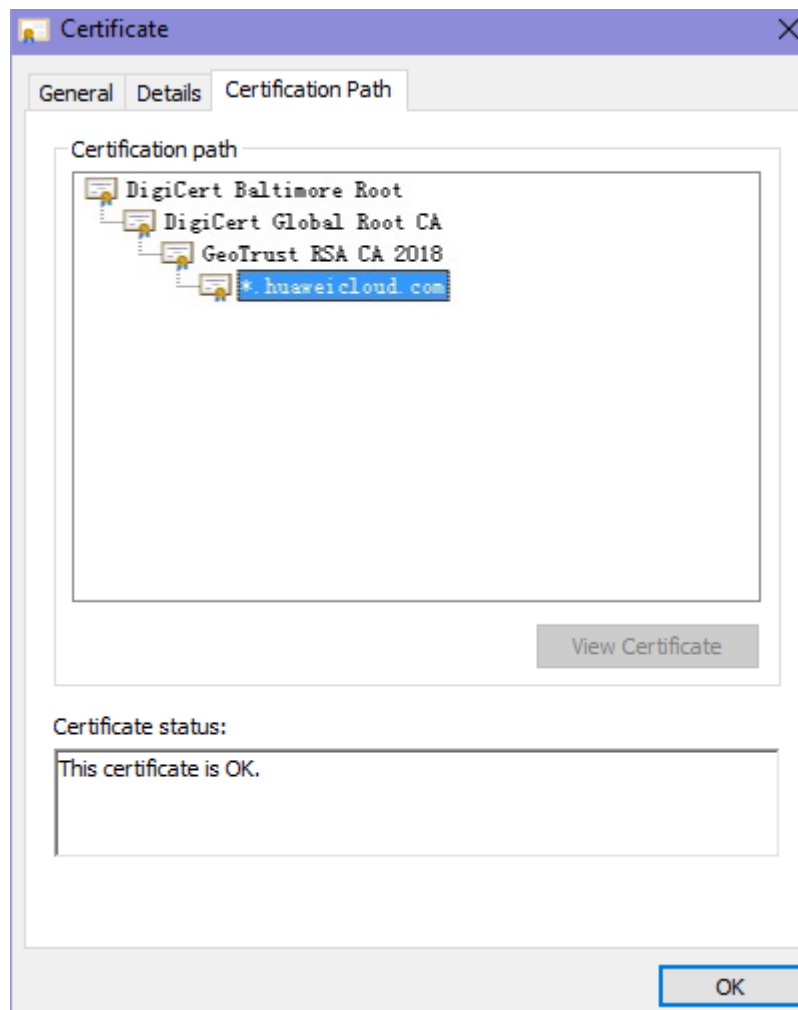 Certificate
General Details Certification Path
Certification path
DigiCert Baltimore Root
DigiCert Global Root CA
GeoTrust RSA CA 2018
*.huaweicloud.com
View Certificate
Certificate status:
This certificate is OK.
OK